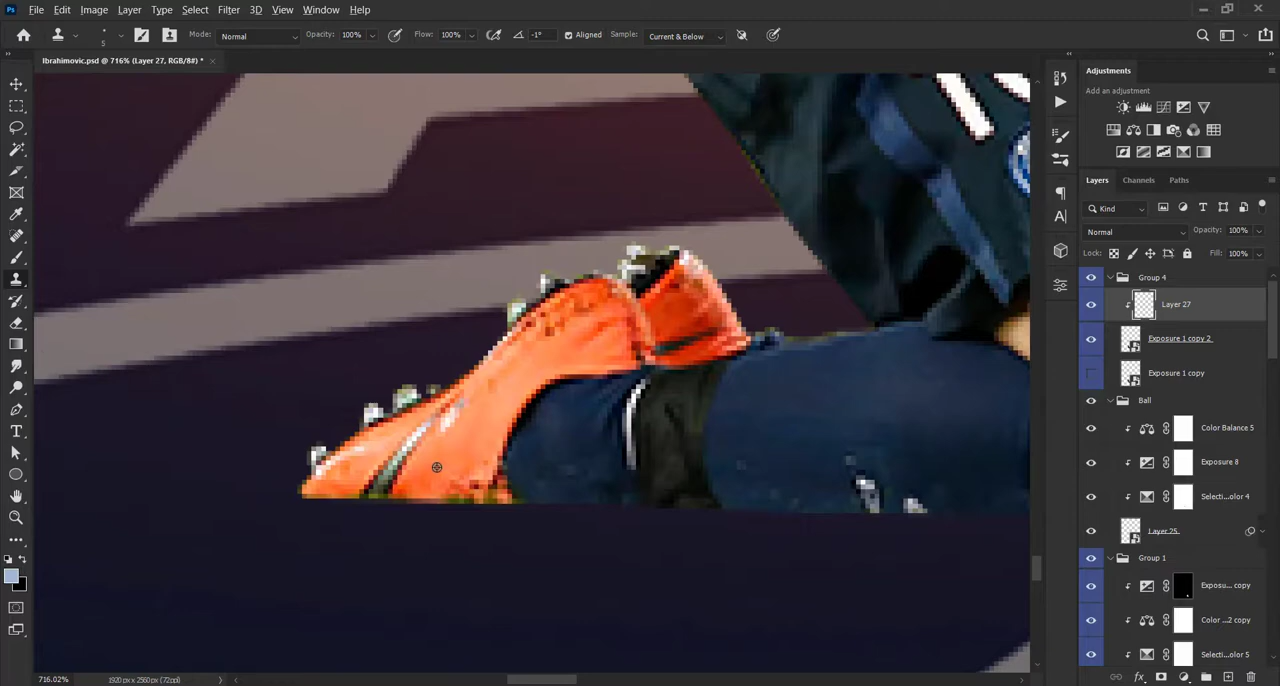 Ps File Edit Image Layer Type Select Filter 3D View Window Help
5 Mode: Normal Opacity: 100% Flow: 100% -1° Aligned Sample: Current & Below
Ibrahimovic.psd @ 716% (Layer 27, RGB/8#) *
Adjustments
Add an adjustment
Layers Channels Paths
Kind
Normal Opacity: 100%
Lock: Fill: 100%
Group 4
Layer 27
Exposure 1 copy 2
Exposure 1 copy
Ball
Color Balance 5
Exposure 8
Selecti...olor 4
Layer 25
Group 1
Exposu... copy
Color ...2 copy
Selecti...olor 5
716.02% 1920 px x 2560 px (72ppi)